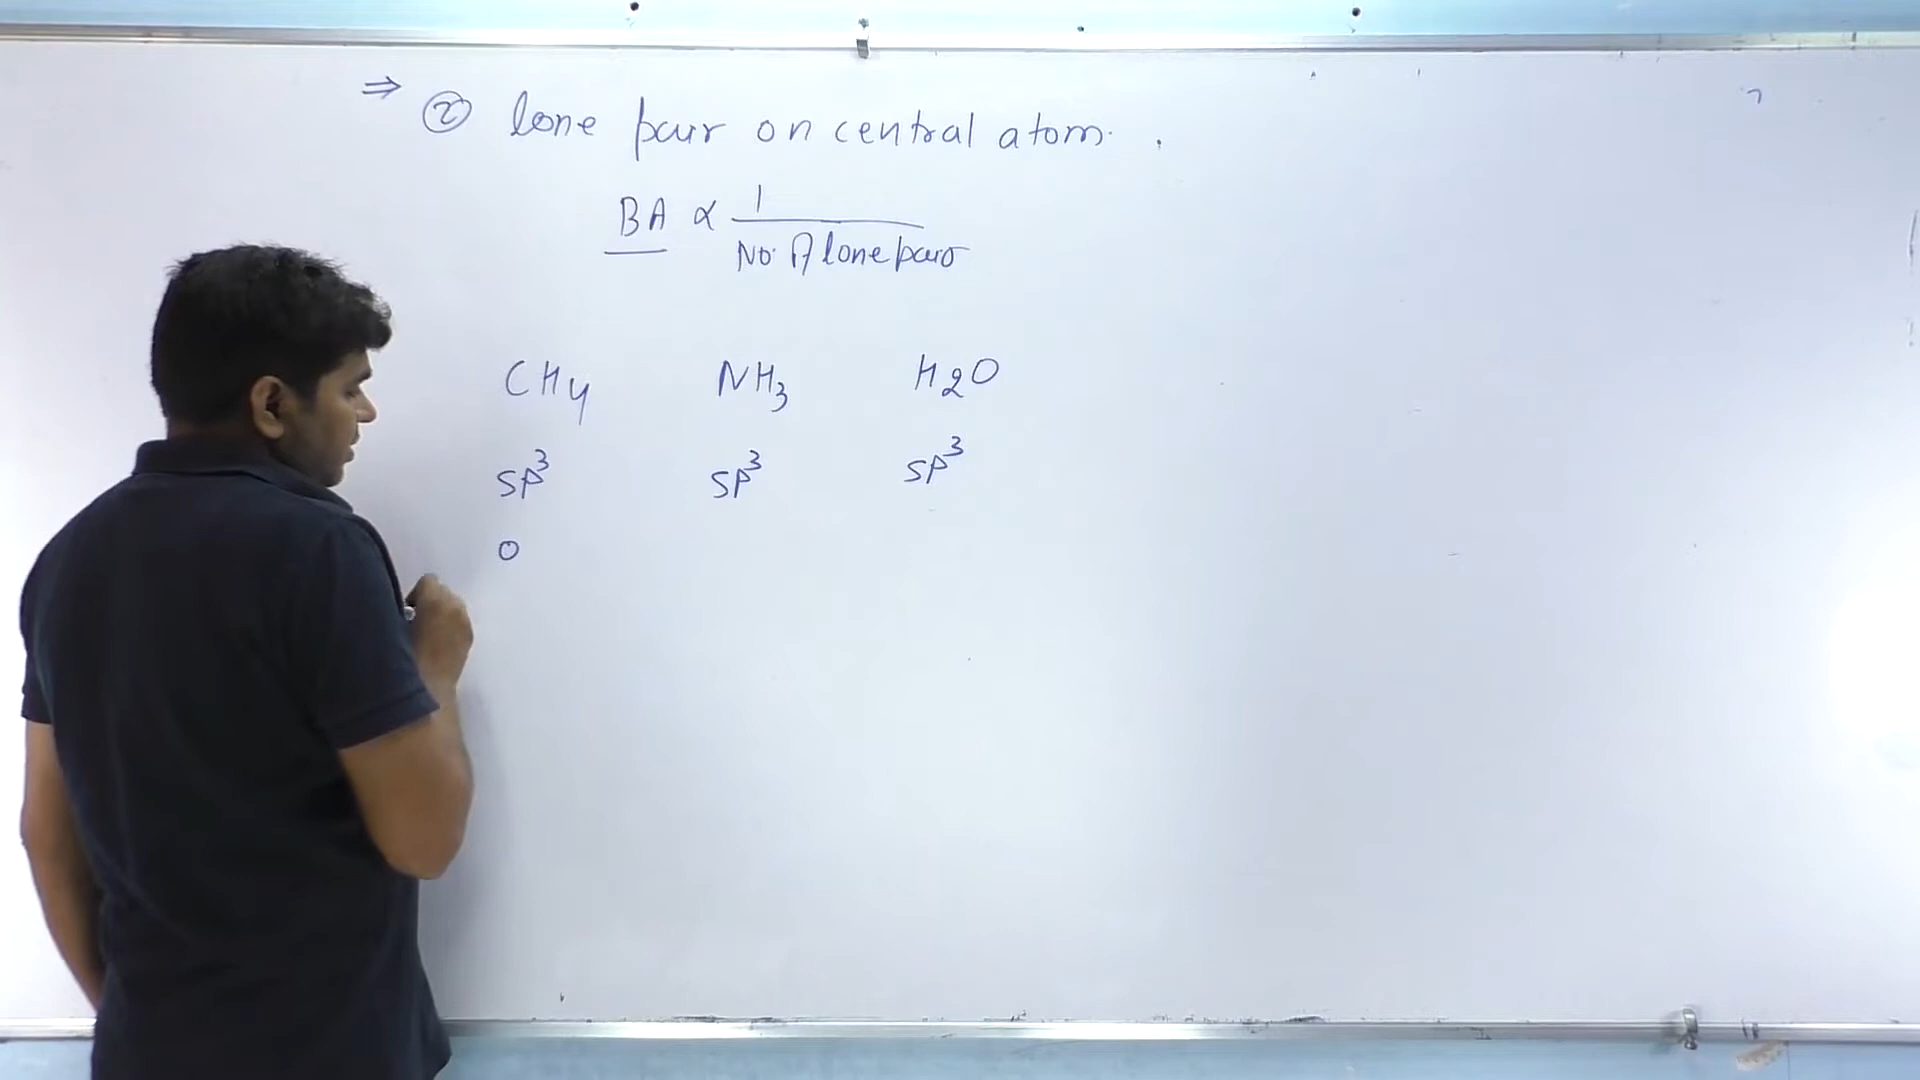 ⇒ ② lone pair on central atom.
BA ∝ 1 / No. of lone pair
CH4 NH3 H2O
SP³ SP³ SP³
0